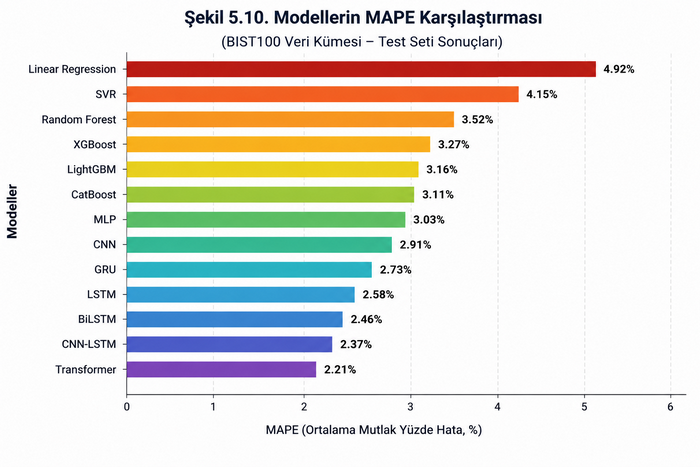 Şekil 5.10. Modellerin MAPE Karşılaştırması
(BIST100 Veri Kümesi – Test Seti Sonuçları)
Modeller
Linear Regression 4.92%
SVR 4.15%
Random Forest 3.52%
XGBoost 3.27%
LightGBM 3.16%
CatBoost 3.11%
MLP 3.03%
CNN 2.91%
GRU 2.73%
LSTM 2.58%
BiLSTM 2.46%
CNN-LSTM 2.37%
Transformer 2.21%
0 1 2 3 4 5 6
MAPE (Ortalama Mutlak Yüzde Hata, %)